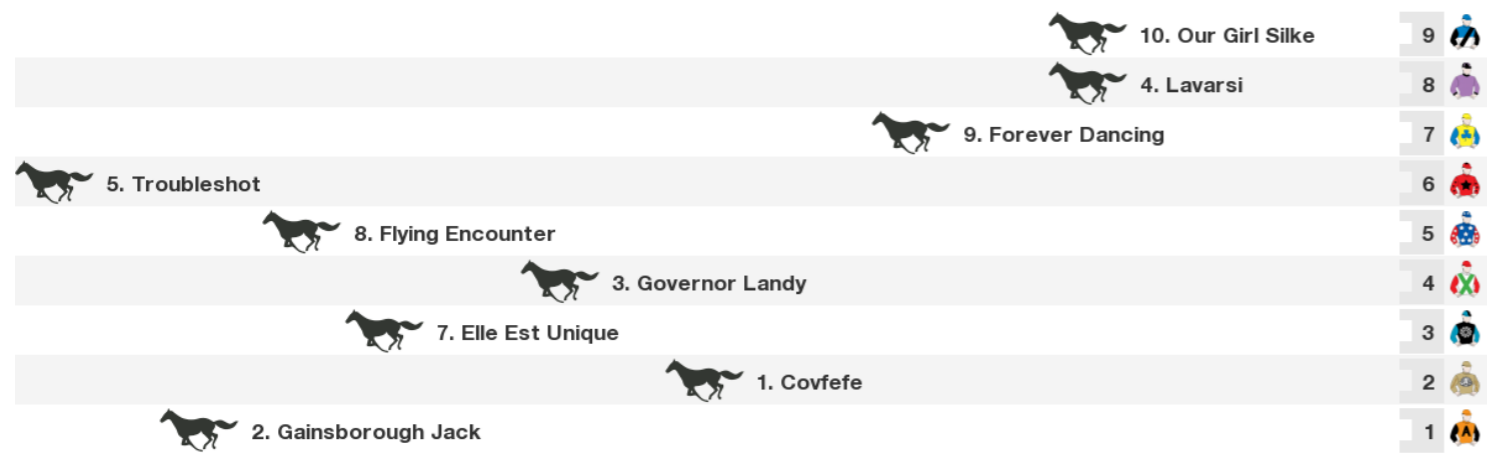 10. Our Girl Silke 9
4. Lavarsi 8
9. Forever Dancing 7
5. Troubleshot 6
8. Flying Encounter 5
3. Governor Landy 4
7. Elle Est Unique 3
1. Covfefe 2
2. Gainsborough Jack 1
A